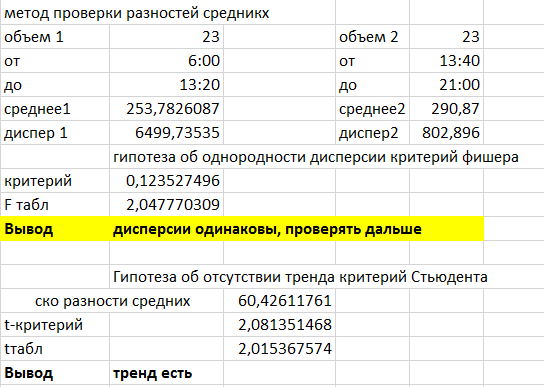 метод проверки разностей средникх
объем 1 23 объем 2 23
от 6:00 от 13:40
до 13:20 до 21:00
среднее1 253,7826087 среднее2 290,87
диспер 1 6499,73535 диспер2 802,896
гипотеза об однородности дисперсии критерий фишера
критерий 0,123527496
F табл 2,047770309
Вывод дисперсии одинаковы, проверять дальше
Гипотеза об отсутствии тренда критерий Стьюдента
ско разности средних 60,42611761
t-критерий 2,081351468
tтабл 2,015367574
Вывод тренд есть